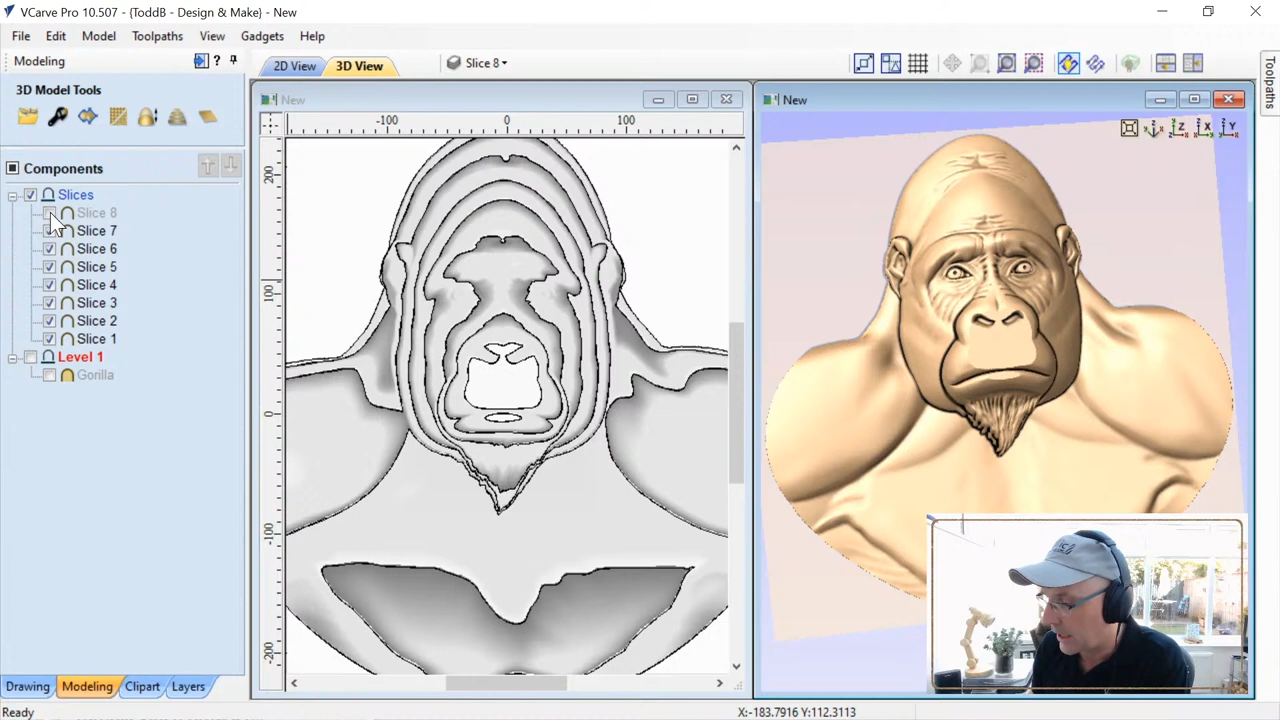 VCarve Pro 10.507 - {ToddB - Design & Make} - New
File Edit Model Toolpaths View Gadgets Help
Modeling ?
2D View 3D View Slice 8
3D Model Tools
Components
Slices
Slice 8
Slice 7
Slice 6
Slice 5
Slice 4
Slice 3
Slice 2
Slice 1
Level 1
Gorilla
New
-100 0 100
200
100
0
-100
-200
New
Z Z X Y
Toolpaths
Drawing Modeling Clipart Layers
Ready X:-183.7916 Y:112.3113